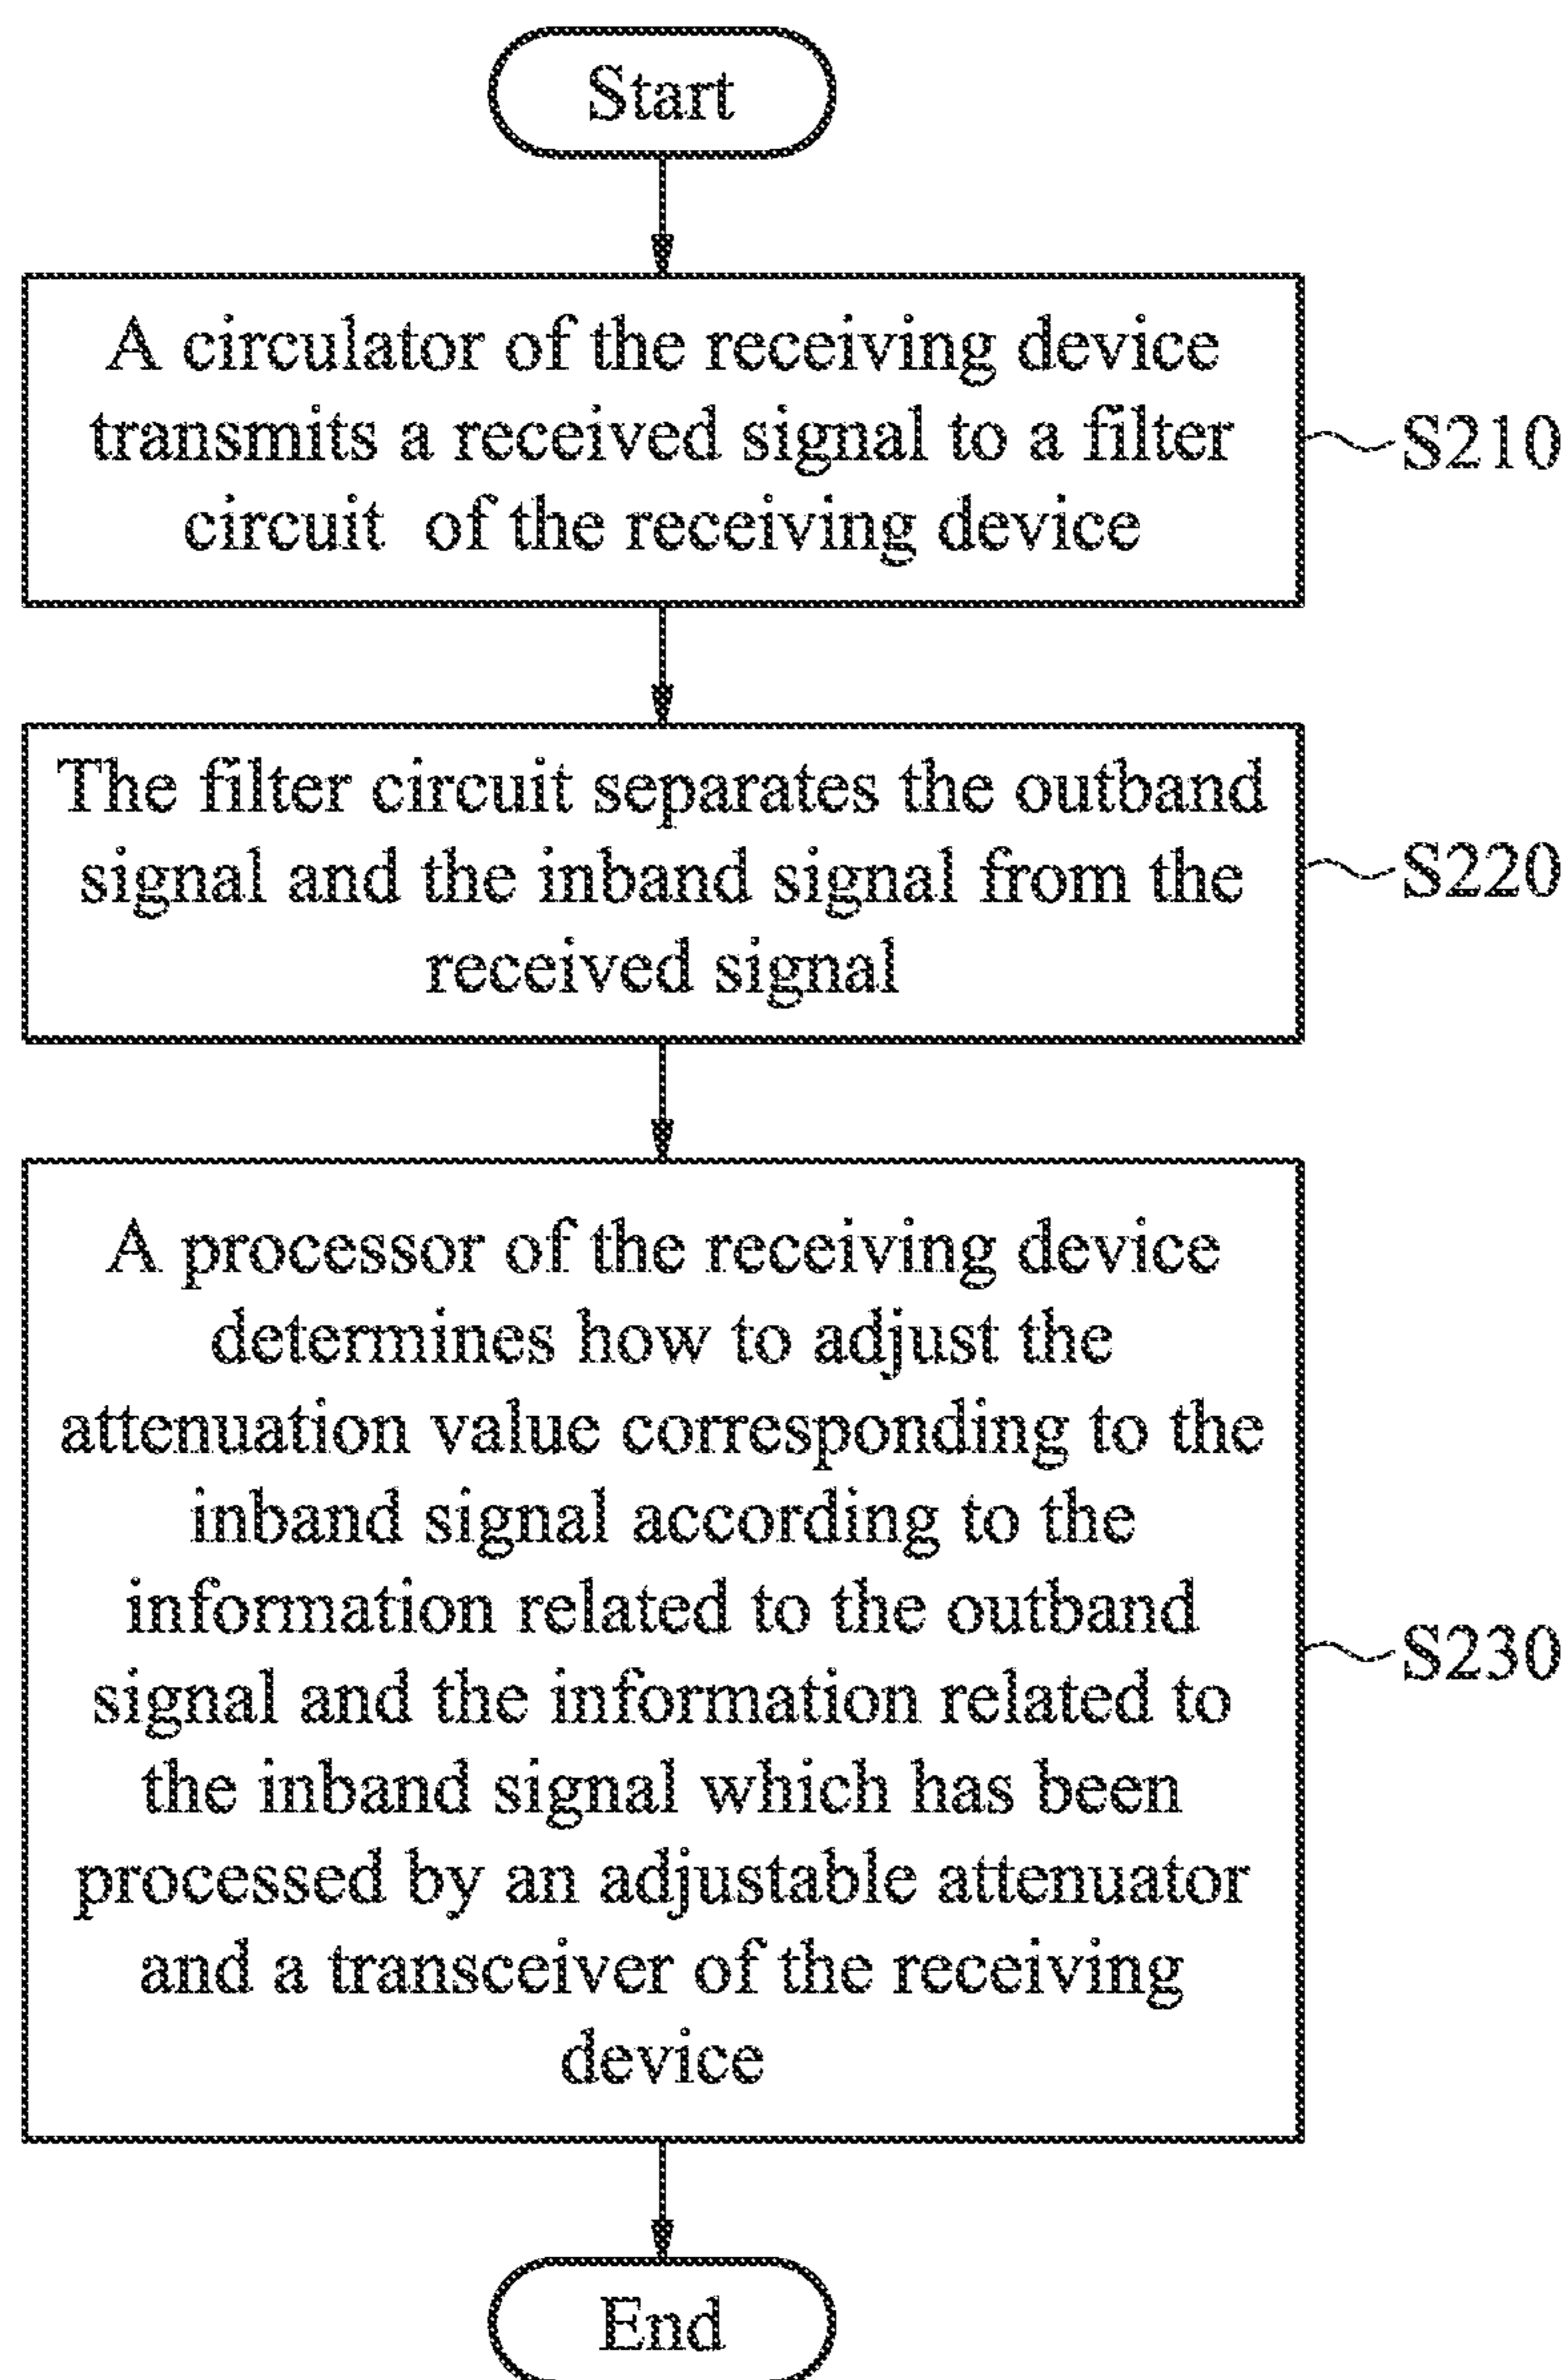 Start
A circulator of the receiving device
transmits a received signal to a filter
circuit of the receiving device
S210
The filter circuit separates the outband
signal and the inband signal from the
received signal
S220
A processor of the receiving device
determines how to adjust the
attenuation value corresponding to the
inband signal according to the
information related to the outband
signal and the information related to
the inband signal which has been
processed by an adjustable attenuator
and a transceiver of the receiving
device
S230
End